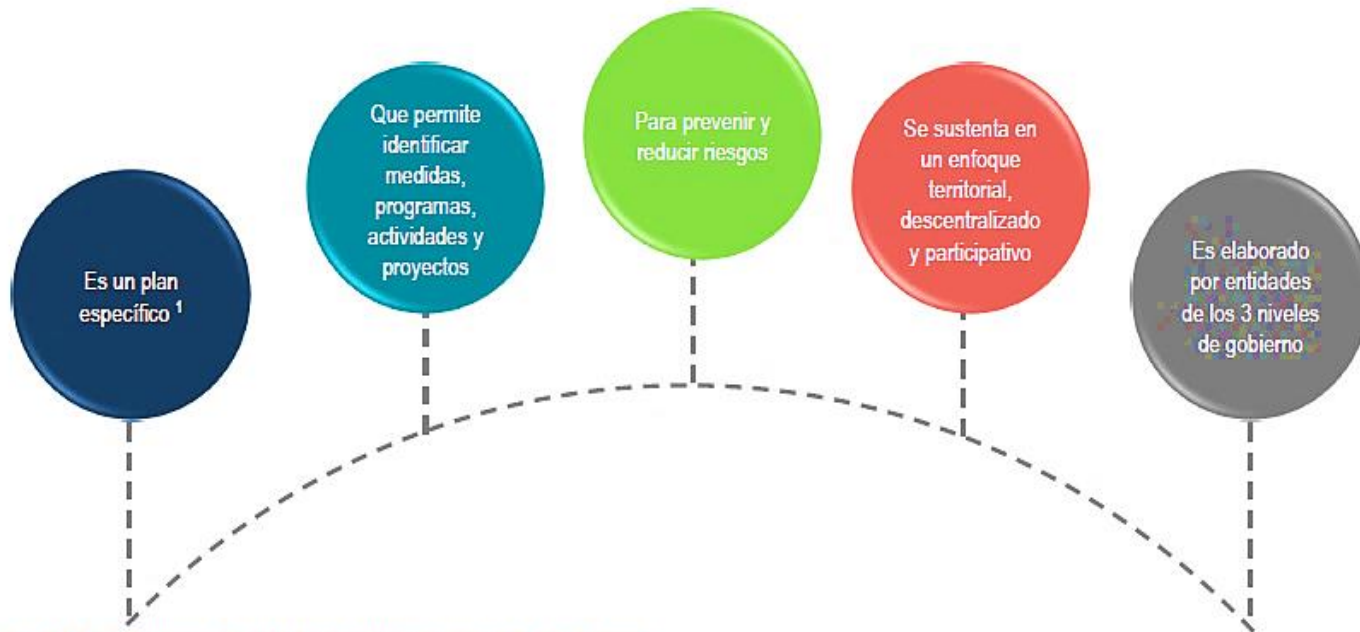 Es un plan
específico ¹
Que permite
identificar
medidas,
programas,
actividades y
proyectos
Para prevenir y
reducir riesgos
Se sustenta en
un enfoque
territorial,
descentralizado
y participativo
Es elaborado
por entidades
de los 3 niveles
de gobierno